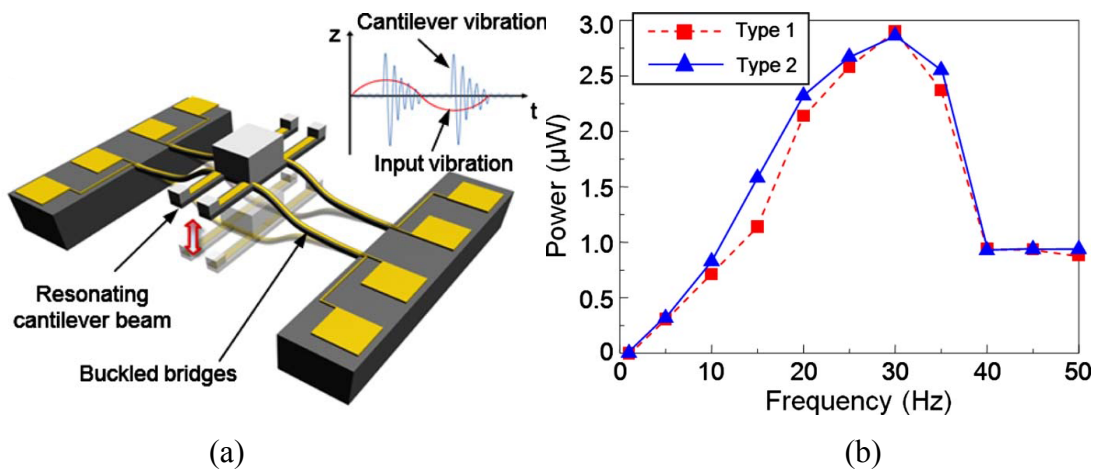 Cantilever vibration
Z
t
Input vibration
Resonating
cantilever beam
Buckled bridges
(a)
Type 1
Type 2
3.0
2.5
2.0
1.5
1.0
0.5
0
Power (µW)
0 10 20 30 40 50
Frequency (Hz)
(b)